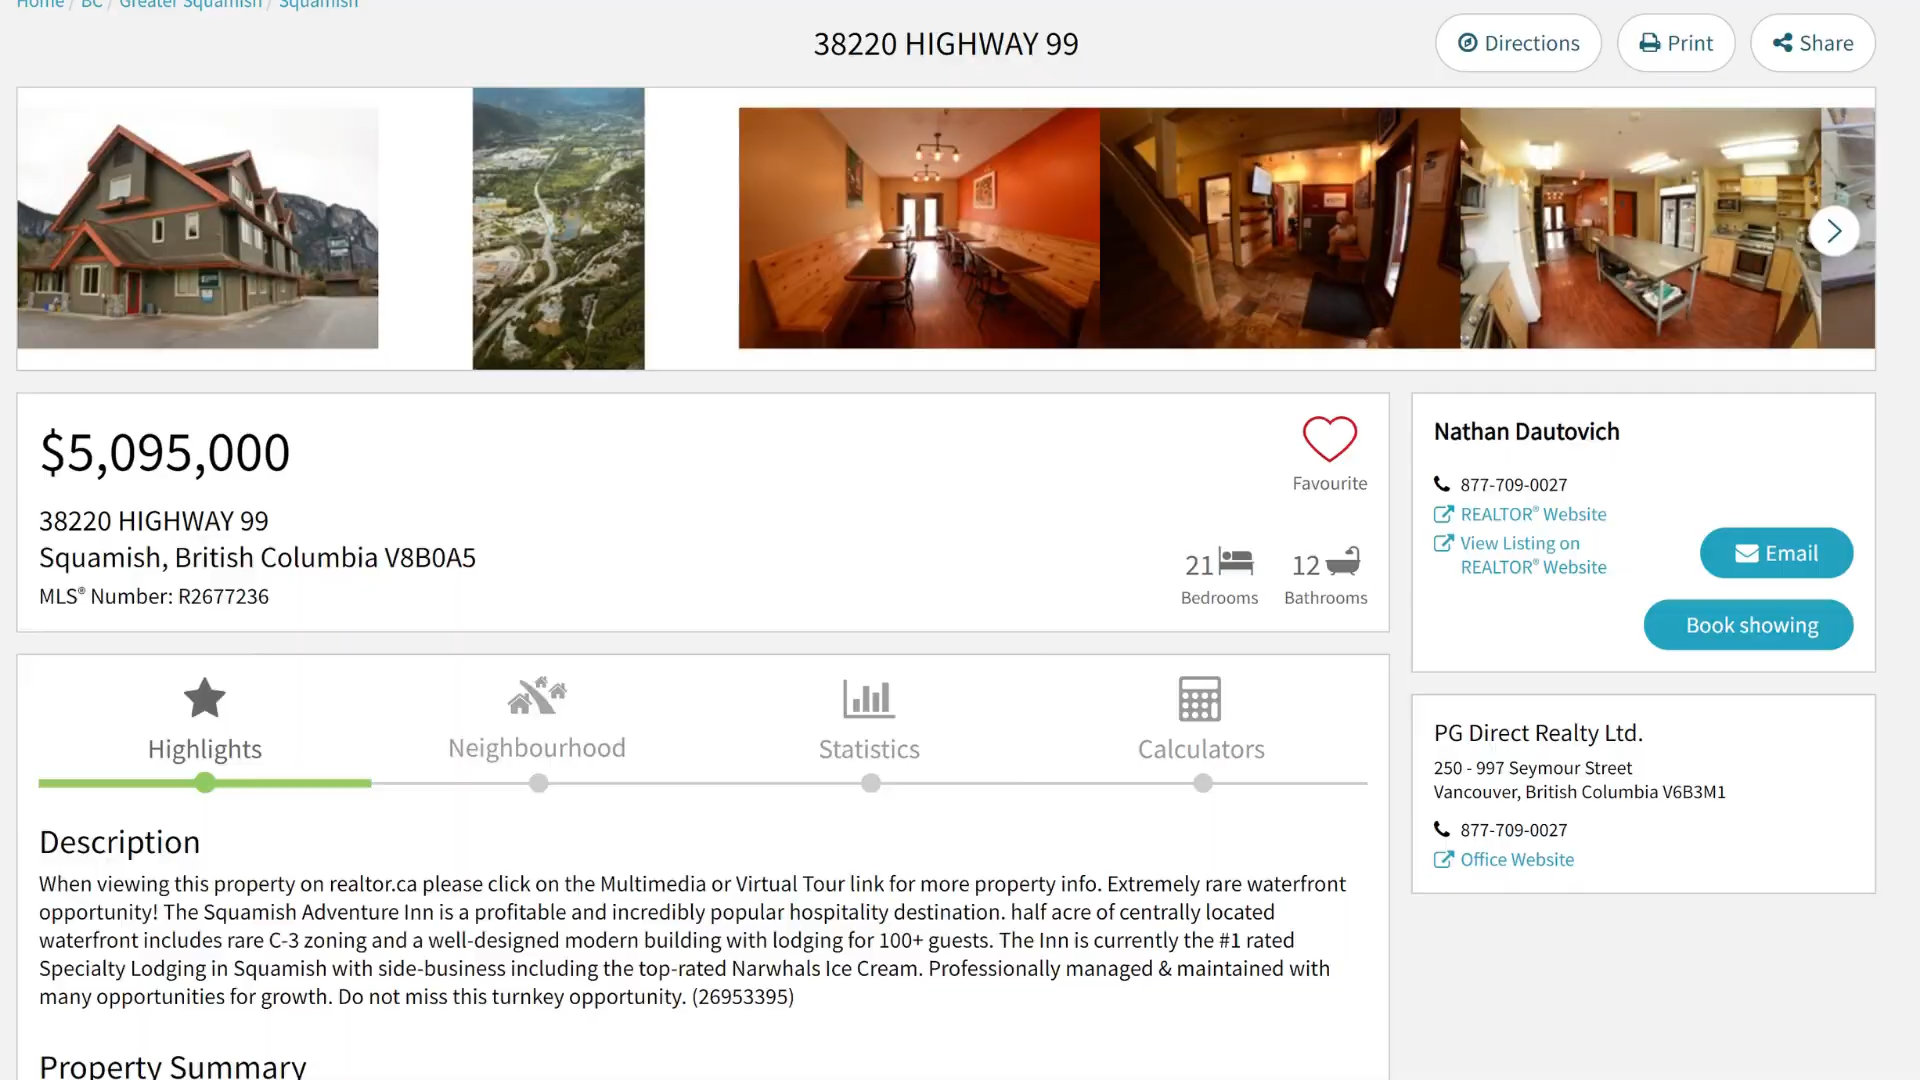 Home / BC / Greater Squamish / Squamish
38220 HIGHWAY 99
Directions
Print
Share
$5,095,000
Favourite
38220 HIGHWAY 99
Squamish, British Columbia V8B0A5
MLS® Number: R2677236
21
Bedrooms
12
Bathrooms
Nathan Dautovich
877-709-0027
REALTOR® Website
View Listing on
REALTOR® Website
Email
Book showing
Highlights
Neighbourhood
Statistics
Calculators
PG Direct Realty Ltd.
250 - 997 Seymour Street
Vancouver, British Columbia V6B3M1
877-709-0027
Office Website
Description
When viewing this property on realtor.ca please click on the Multimedia or Virtual Tour link for more property info. Extremely rare waterfront
opportunity! The Squamish Adventure Inn is a profitable and incredibly popular hospitality destination. half acre of centrally located
waterfront includes rare C-3 zoning and a well-designed modern building with lodging for 100+ guests. The Inn is currently the #1 rated
Specialty Lodging in Squamish with side-business including the top-rated Narwhals Ice Cream. Professionally managed & maintained with
many opportunities for growth. Do not miss this turnkey opportunity. (26953395)
Property Summary